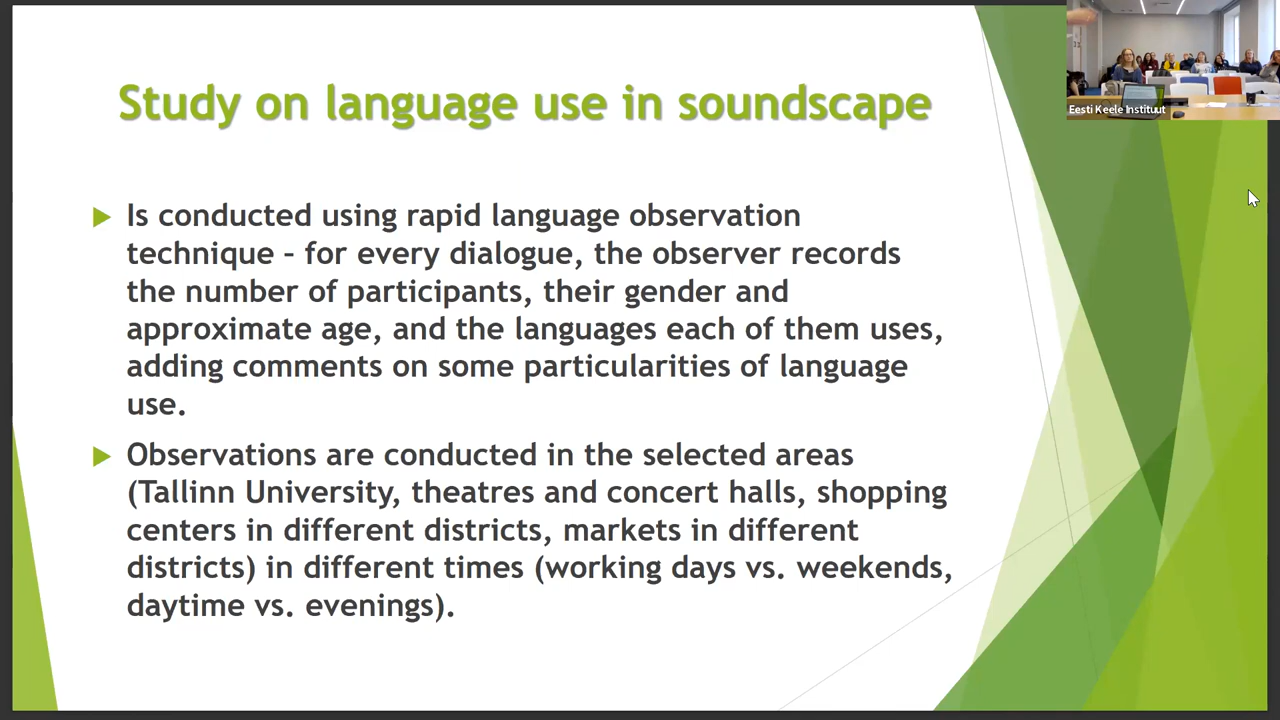 Study on language use in soundscape
Is conducted using rapid language observation
technique – for every dialogue, the observer records
the number of participants, their gender and
approximate age, and the languages each of them uses,
adding comments on some particularities of language
use.
Observations are conducted in the selected areas
(Tallinn University, theatres and concert halls, shopping
centers in different districts, markets in different
districts) in different times (working days vs. weekends,
daytime vs. evenings).
Eesti Keele Instituut